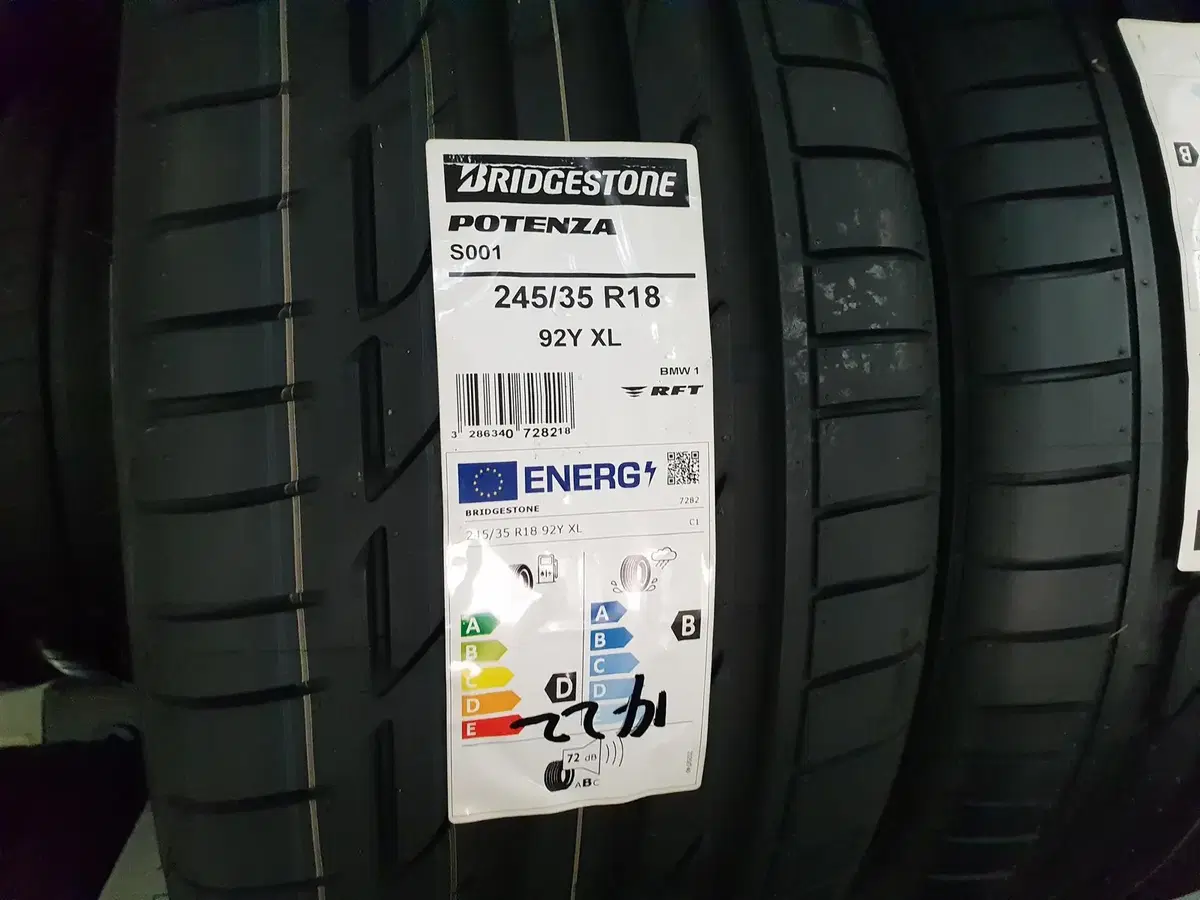 BRIDGESTONE
POTENZA
S001
245/35 R18
92Y XL
BMW 1
RFT
3 286340 728218
ENERG
BRIDGESTONE
7282
245/35 R18 92Y XL
C1
A
B
C
D
E
D
A
B
C
D
B
72 dB
ABC
B